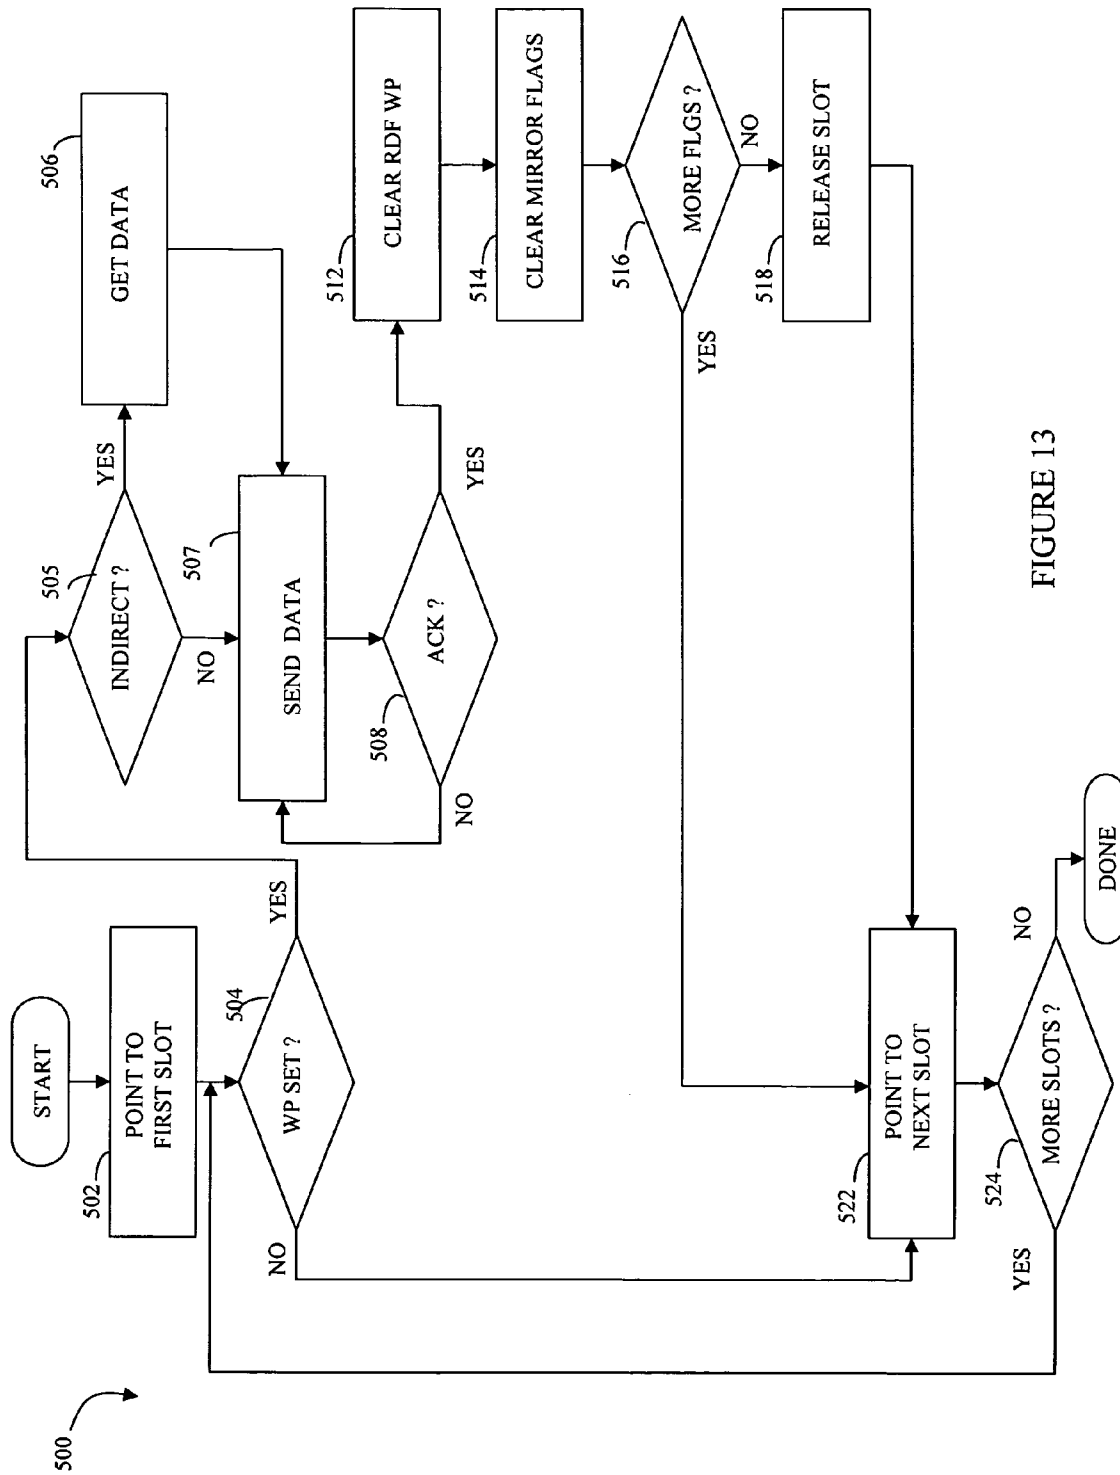 500
START
502
POINT TO
FIRST SLOT
504
WP SET ?
YES
NO
505
INDIRECT ?
YES
NO
506
GET DATA
507
SEND DATA
508
ACK ?
NO
YES
512
CLEAR RDF WP
514
CLEAR MIRROR FLAGS
516
MORE FLGS ?
YES
NO
518
RELEASE SLOT
522
POINT TO
NEXT SLOT
524
MORE SLOTS ?
YES
NO
DONE
FIGURE 13